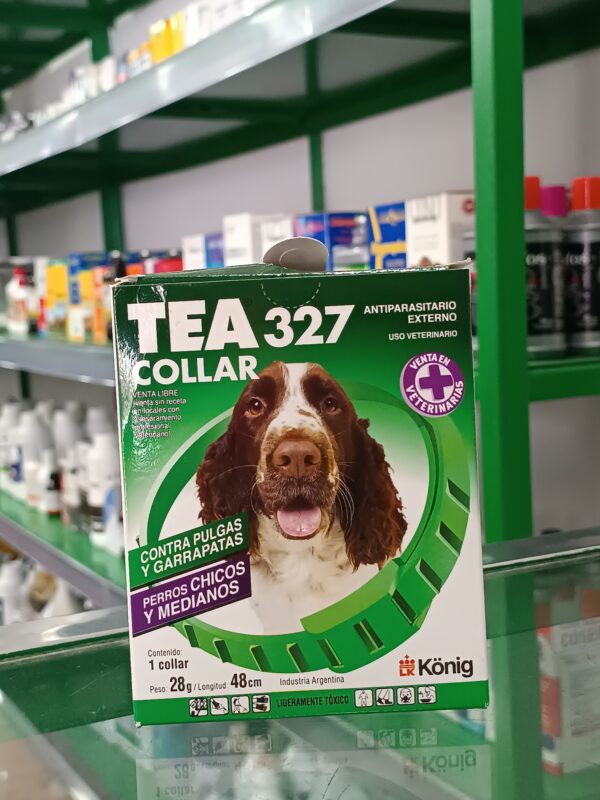 TEA 327
COLLAR
ANTIPARASITARIO
EXTERNO
USO VETERINARIO
VENTA EN
VETERINARIAS
VENTA LIBRE
CONTRA PULGAS
Y GARRAPATAS
PERROS CHICOS
Y MEDIANOS
Contenido:
1 collar
Peso: 28g / Longitud: 48cm
Industria Argentina
LK König
LIGERAMENTE TÓXICO